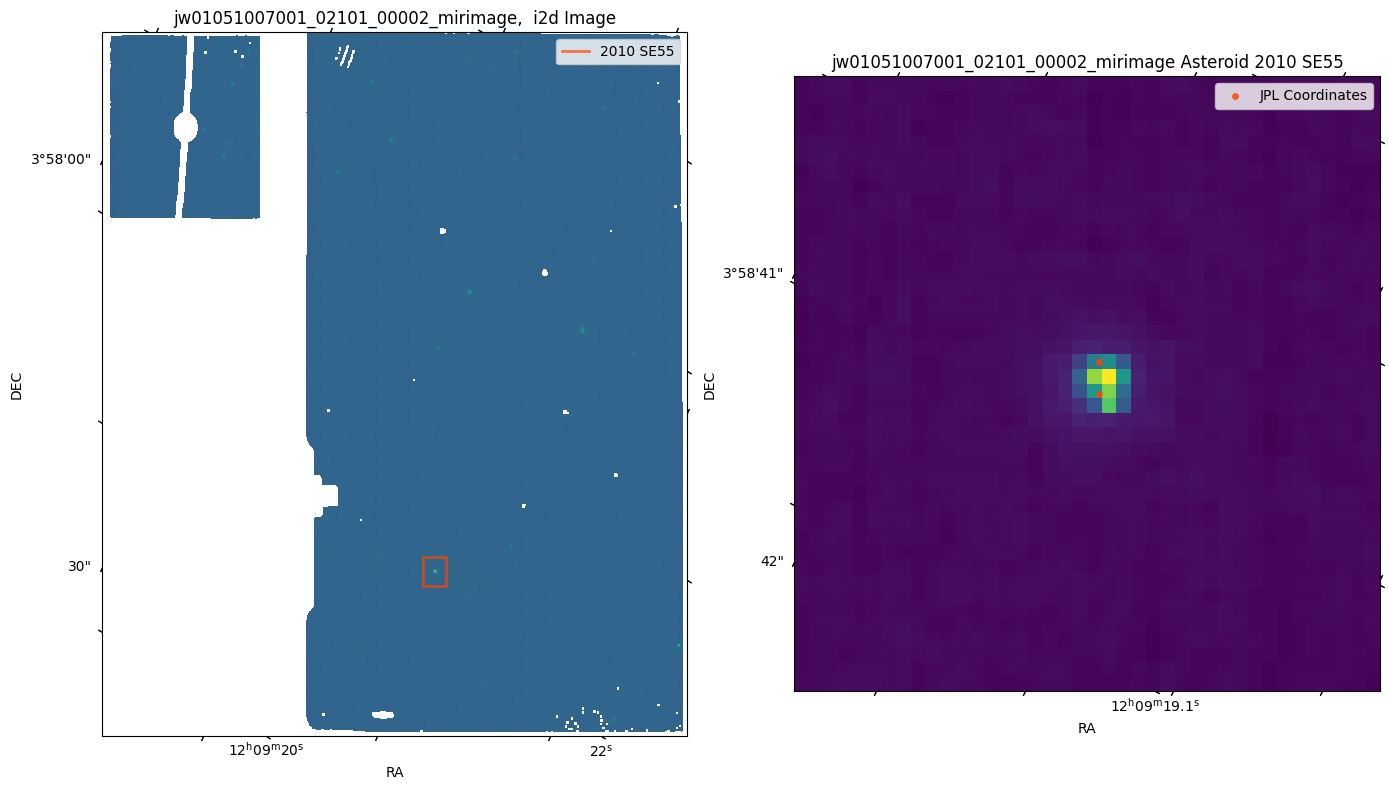 jw01051007001_02101_00002_mirimage,  i2d Image
2010 SE55
3°58'00"
DEC
30"
12ʰ09ᵐ20ˢ
22ˢ
RA
jw01051007001_02101_00002_mirimage Asteroid 2010 SE55
JPL Coordinates
3°58'41"
DEC
42"
12ʰ09ᵐ19.1ˢ
RA